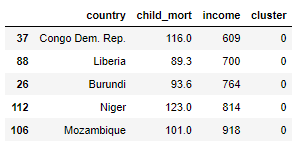 country child_mort income cluster
37 Congo Dem. Rep. 116.0 609 0
88 Liberia 89.3 700 0
26 Burundi 93.6 764 0
112 Niger 123.0 814 0
106 Mozambique 101.0 918 0